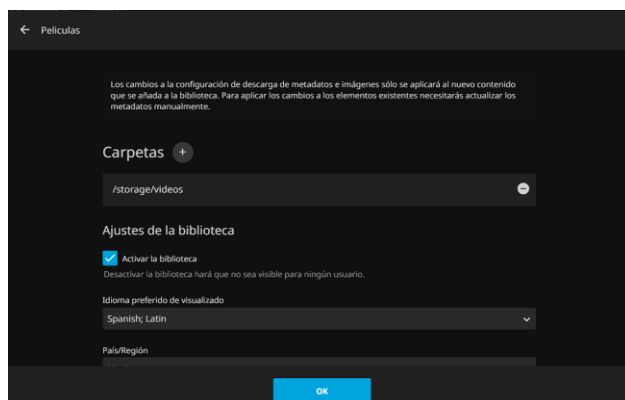 Peliculas
Los cambios a la configuración de descarga de metadatos e imágenes sólo se aplicará al nuevo contenido
que se añada a la biblioteca. Para aplicar los cambios a los elementos existentes necesitarás actualizar los
metadatos manualmente.
Carpetas +
/storage/videos
Ajustes de la biblioteca
Activar la biblioteca
Desactivar la biblioteca hará que no sea visible para ningún usuario.
Idioma preferido de visualizado
Spanish; Latin
País/Región
OK